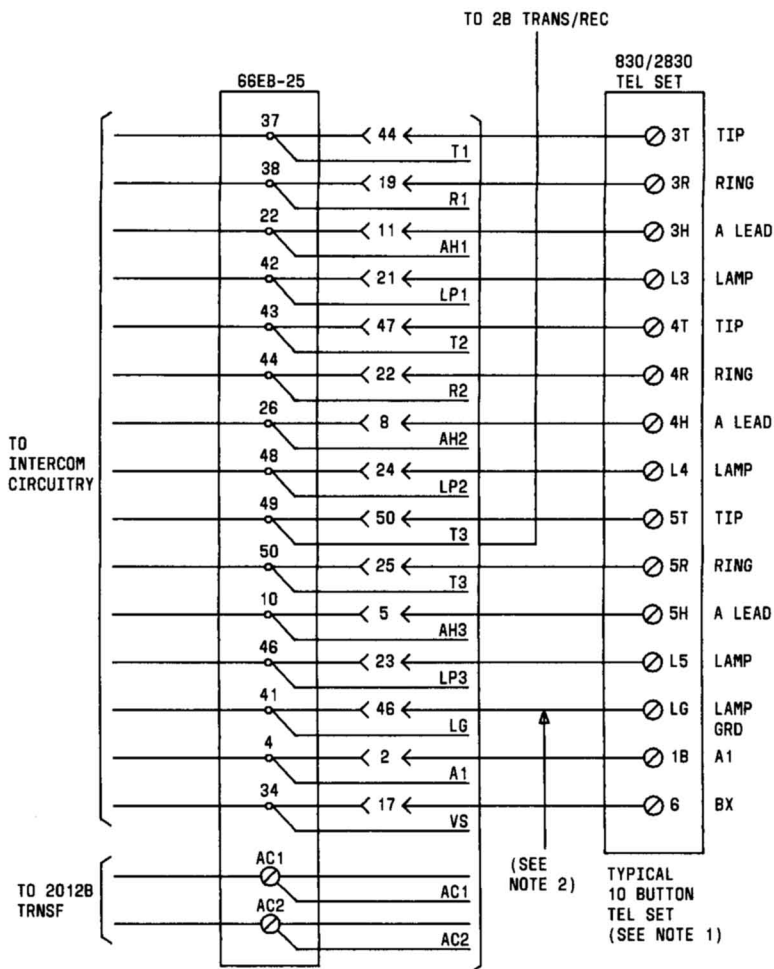 TO 2B TRANS/REC
830/2830
TEL SET
66EB-25
37 44 3T TIP
T1
38 19 3R RING
R1
22 11 3H A LEAD
AH1
42 21 L3 LAMP
LP1
43 47 4T TIP
T2
44 22 4R RING
R2
26 8 4H A LEAD
AH2
TO
INTERCOM
CIRCUITRY
48 24 L4 LAMP
LP2
49 50 5T TIP
T3
50 25 5R RING
T3
10 5 5H A LEAD
AH3
46 23 L5 LAMP
LP3
41 46 LG LAMP
GRD
LG
4 2 1B A1
A1
34 17 6 BX
VS
(SEE
NOTE 2)
TYPICAL
10 BUTTON
TEL SET
(SEE NOTE 1)
TO 2012B
TRNSF
AC1
AC1
AC2
AC2